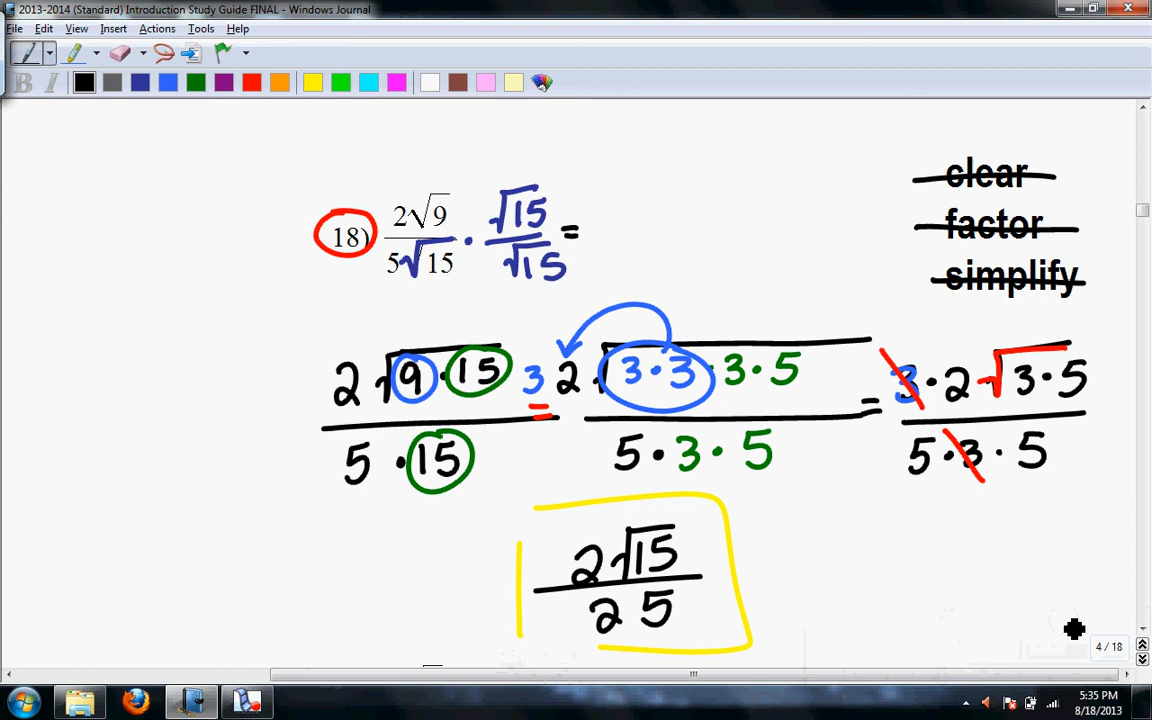 2013-2014 (Standard) Introduction Study Guide FINAL - Windows Journal
File Edit View Insert Actions Tools Help
B I
clear
factor
simplify
18) 2√9 / 5√15 · √15 / √15 =
2√9·15 / 5·15 3 2√3·3·3·5 / 5·3·5 = 3·2√3·5 / 5·3·5
2√15 / 25
4 / 18
5:35 PM
8/18/2013